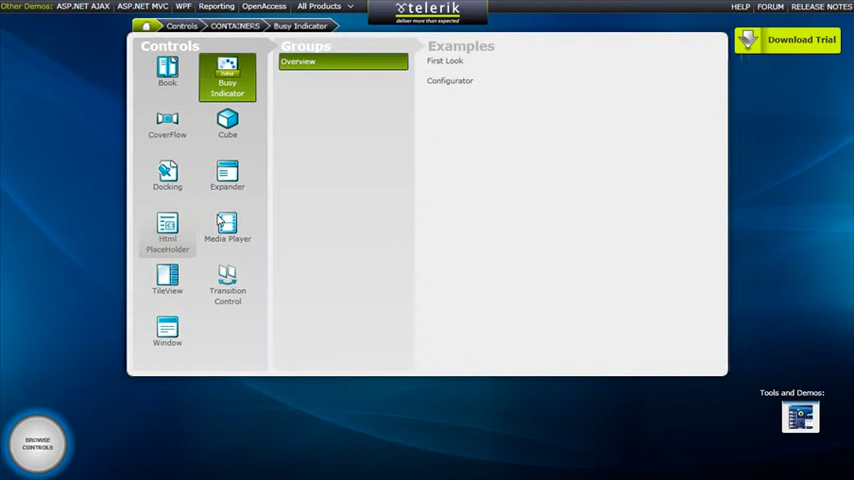 Other Demos: ASP.NET AJAX ASP.NET MVC WPF Reporting OpenAccess All Products
telerik
deliver more than expected
HELP FORUM RELEASE NOTES
Controls CONTAINERS Busy Indicator
Download Trial
Controls
Groups
Examples
Book
new
Busy
Indicator
Overview
First Look
Configurator
CoverFlow
Cube
Docking
Expander
Html
PlaceHolder
Media Player
TileView
Transition
Control
Window
Tools and Demos:
BROWSE
CONTROLS